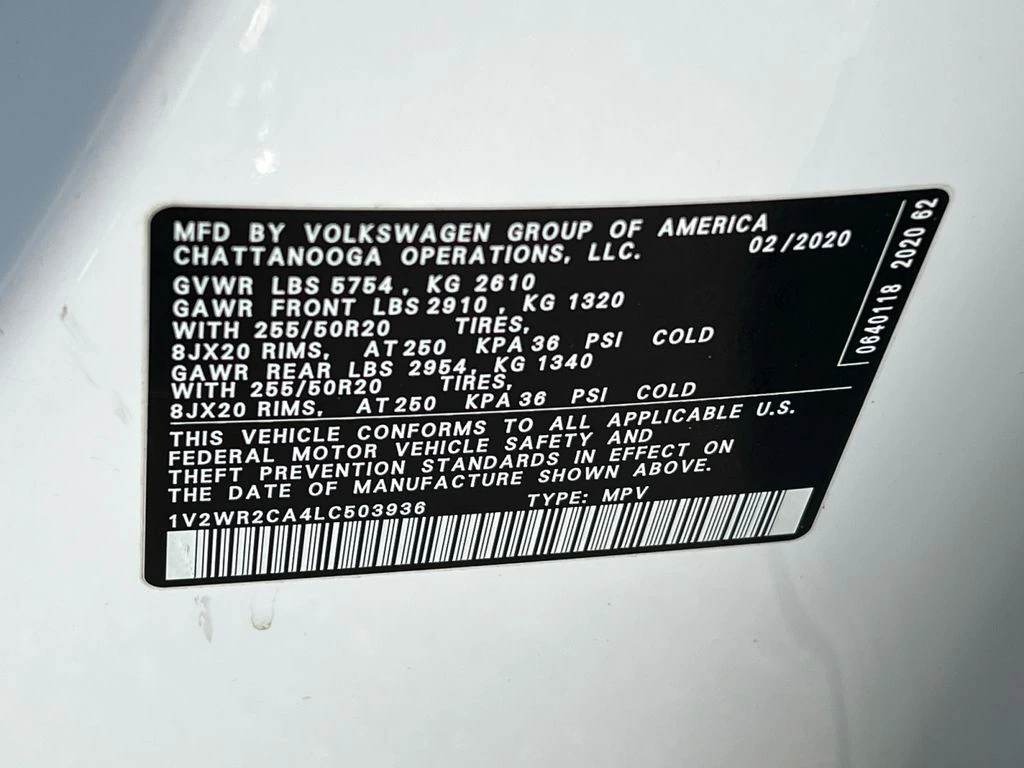 MFD BY VOLKSWAGEN GROUP OF AMERICA
CHATTANOOGA OPERATIONS, LLC. 02/2020
GVWR LBS 5754, KG 2610
GAWR FRONT LBS 2910, KG 1320
WITH 255/50R20 TIRES,
8JX20 RIMS, AT 250 KPA 36 PSI COLD
GAWR REAR LBS 2954, KG 1340
WITH 255/50R20 TIRES,
8JX20 RIMS, AT 250 KPA 36 PSI COLD
THIS VEHICLE CONFORMS TO ALL APPLICABLE U.S.
FEDERAL MOTOR VEHICLE SAFETY AND
THEFT PREVENTION STANDARDS IN EFFECT ON
THE DATE OF MANUFACTURE SHOWN ABOVE.
1V2WR2CA4LC503936 TYPE: MPV
0640118 2020 62